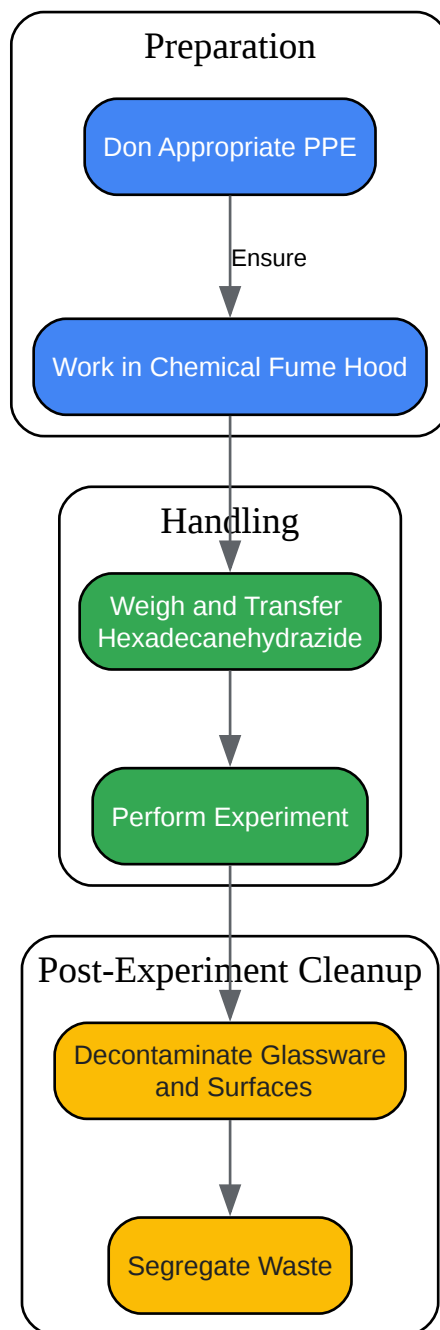 Preparation
Don Appropriate PPE
Ensure
Work in Chemical Fume Hood
Handling
Weigh and Transfer
Hexadecanehydrazide
Perform Experiment
Post-Experiment Cleanup
Decontaminate Glassware
and Surfaces
Segregate Waste